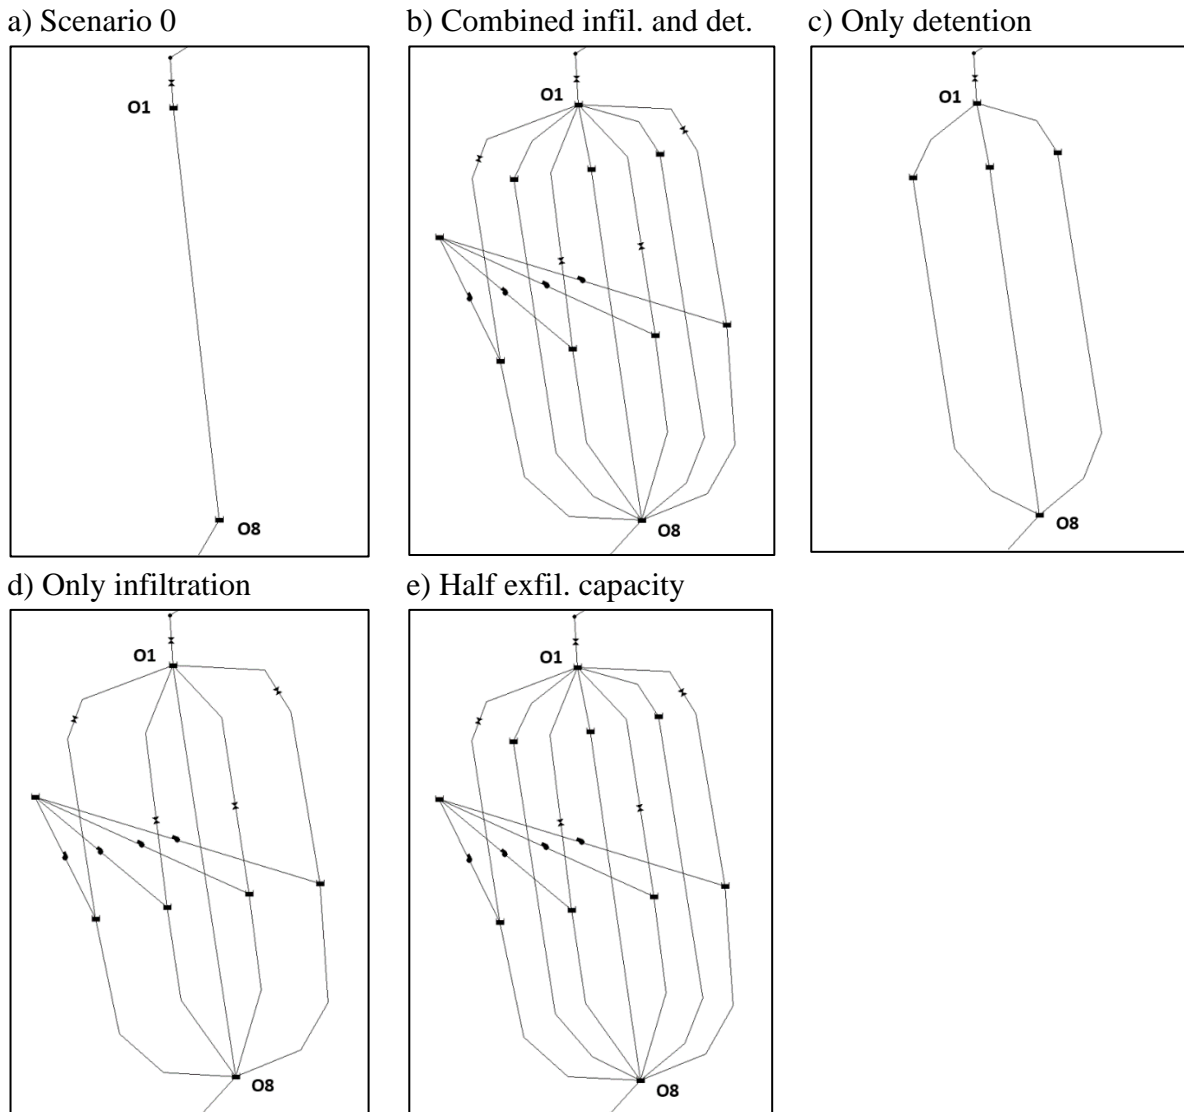 a) Scenario 0
b) Combined infil. and det.
c) Only detention
O1
O8
O1
O8
O1
O8
d) Only infiltration
e) Half exfil. capacity
O1
O8
O1
O8